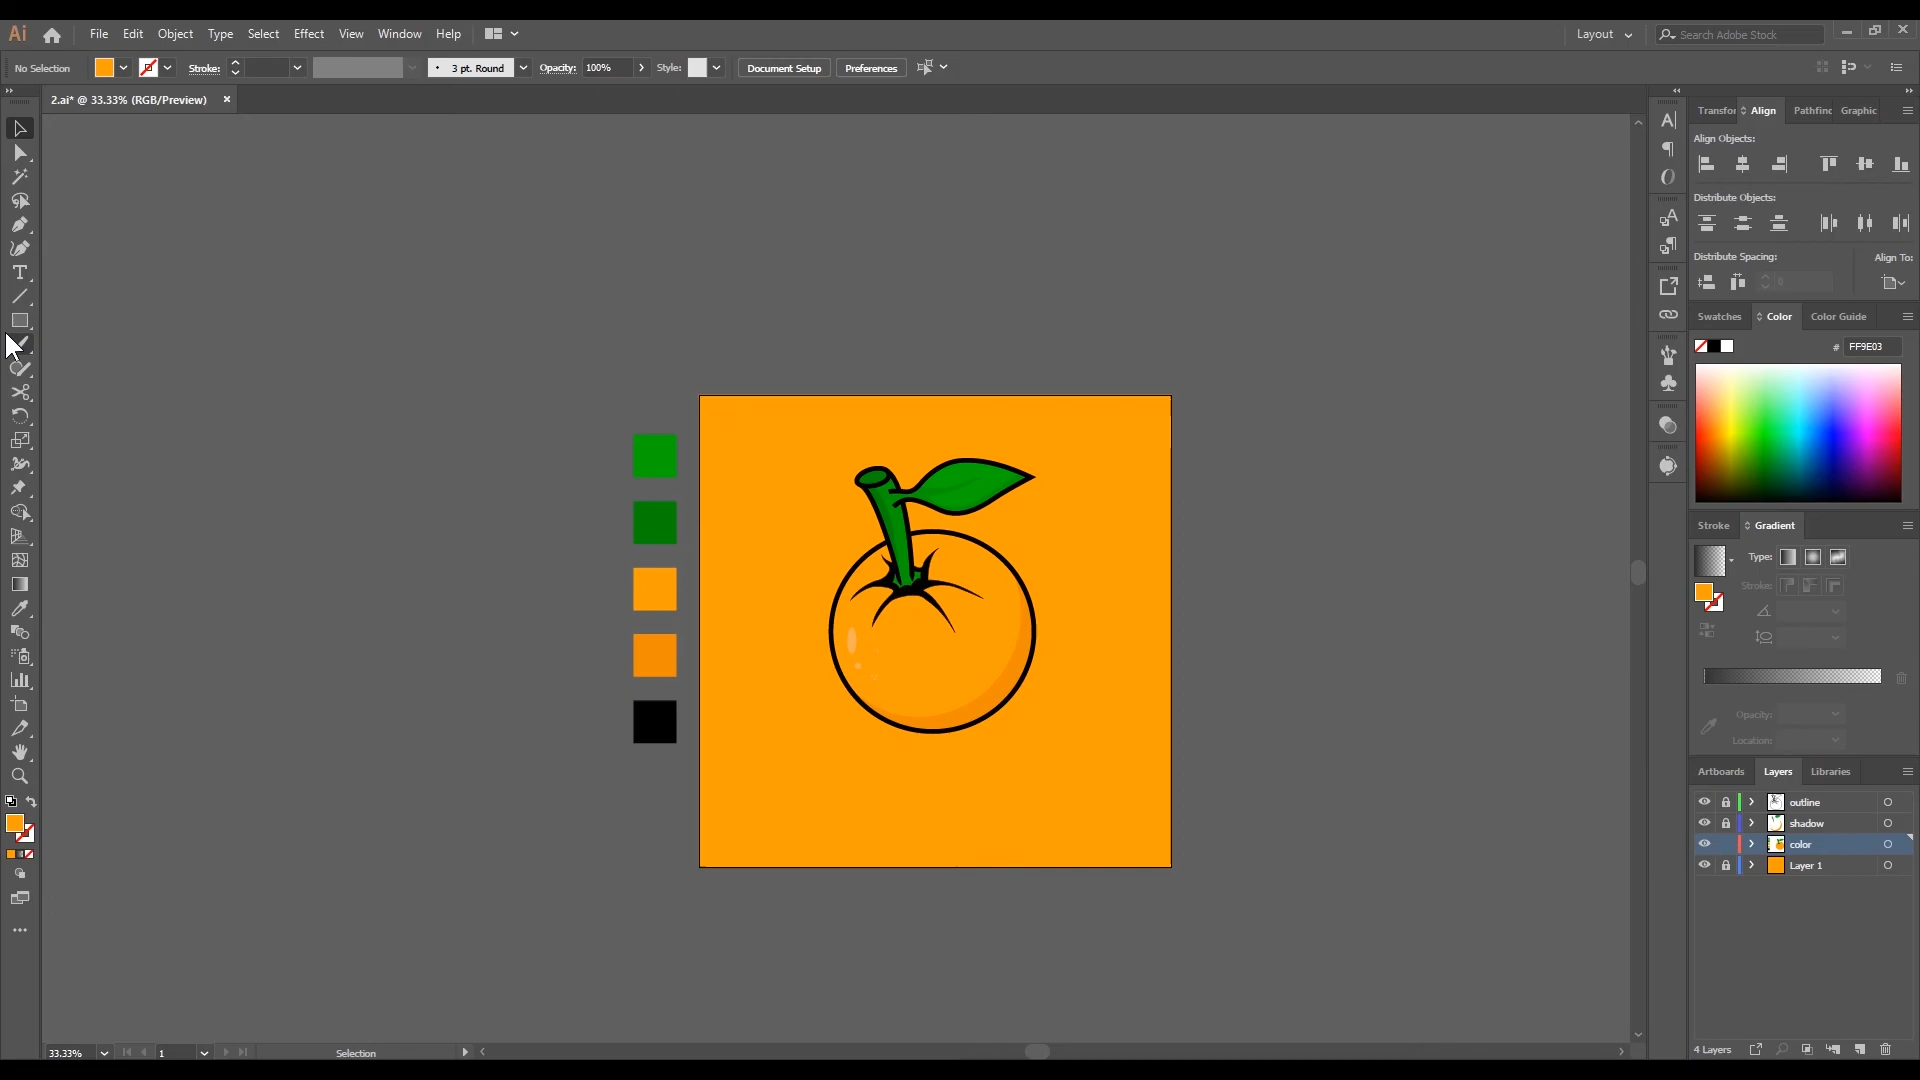 Ai File Edit Object Type Select Effect View Window Help Layout Search Adobe Stock
No Selection Stroke: 3 pt. Round Opacity: 100% Style: Document Setup Preferences
2.ai* @ 33.33% (RGB/Preview) ×
Transfor Align Pathfinc Graphic
Align Objects:
Distribute Objects:
Distribute Spacing: Align To:
0
Swatches Color Color Guide
# FF9E03
Stroke Gradient
Type:
Stroke:
Opacity:
Location:
Artboards Layers Libraries
outline
shadow
color
Layer 1
4 Layers
33.33% 1 Selection